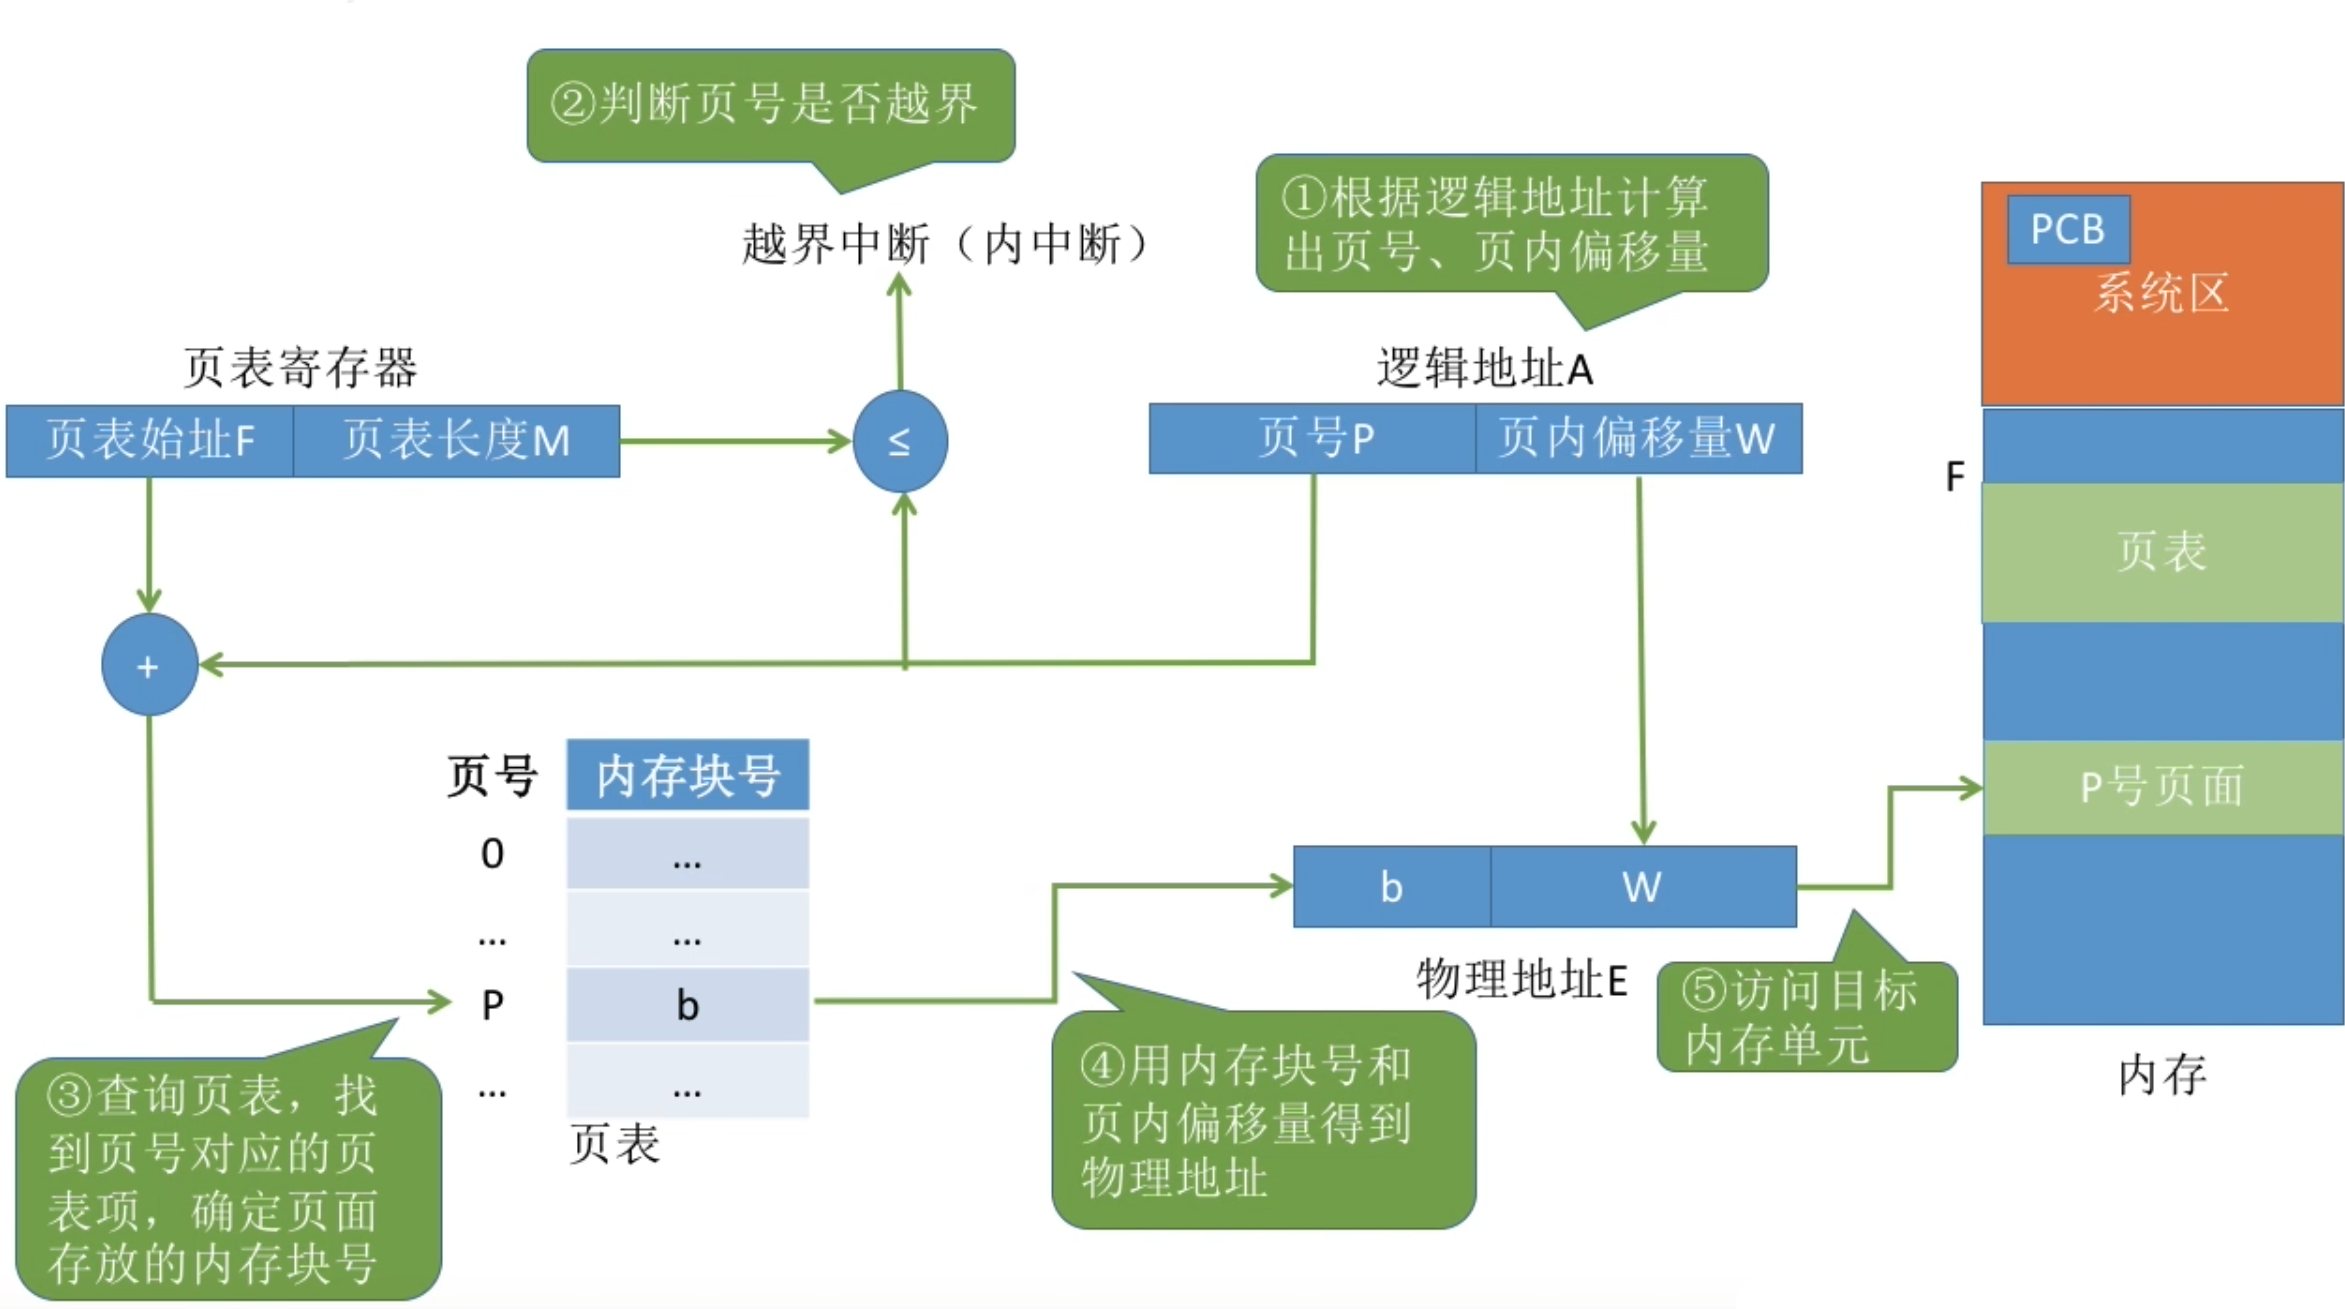 ②判断页号是否越界
①根据逻辑地址计算
出页号、页内偏移量
越界中断（内中断）
PCB
系统区
页表寄存器
逻辑地址A
页表始址F
页表长度M
≤
页号P
页内偏移量W
F
页表
+
页号
内存块号
0
...
...
...
P
b
...
...
页表
b
W
物理地址E
P号页面
内存
③查询页表，找
到页号对应的页
表项，确定页面
存放的内存块号
④用内存块号和
页内偏移量得到
物理地址
⑤访问目标
内存单元